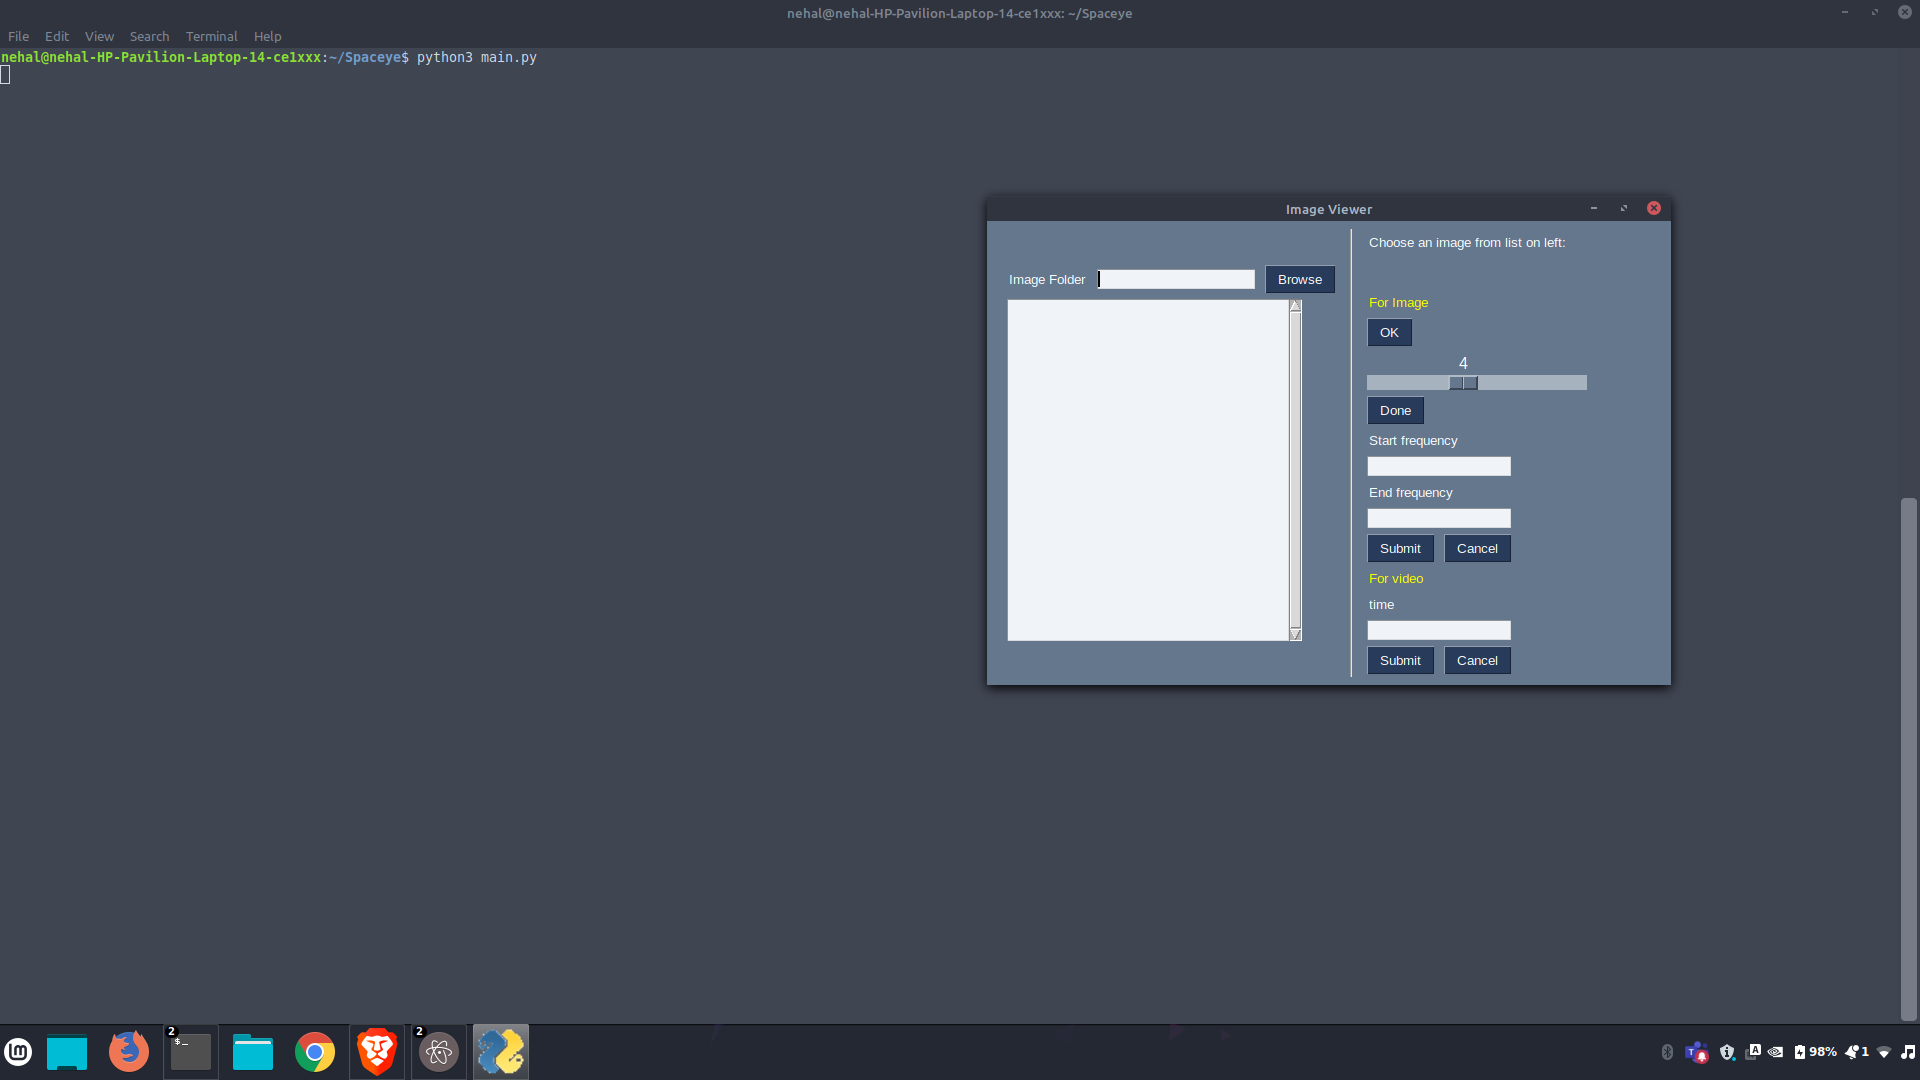 nehal@nehal-HP-Pavilion-Laptop-14-ce1xxx: ~/Spaceye
File Edit View Search Terminal Help
nehal@nehal-HP-Pavilion-Laptop-14-ce1xxx:~/Spaceye$ python3 main.py
Image Viewer
Image Folder
Browse
Choose an image from list on left:
For Image
OK
4
Done
Start frequency
End frequency
Submit Cancel
For video
time
Submit Cancel
2
$_
2
T
A
98%
1